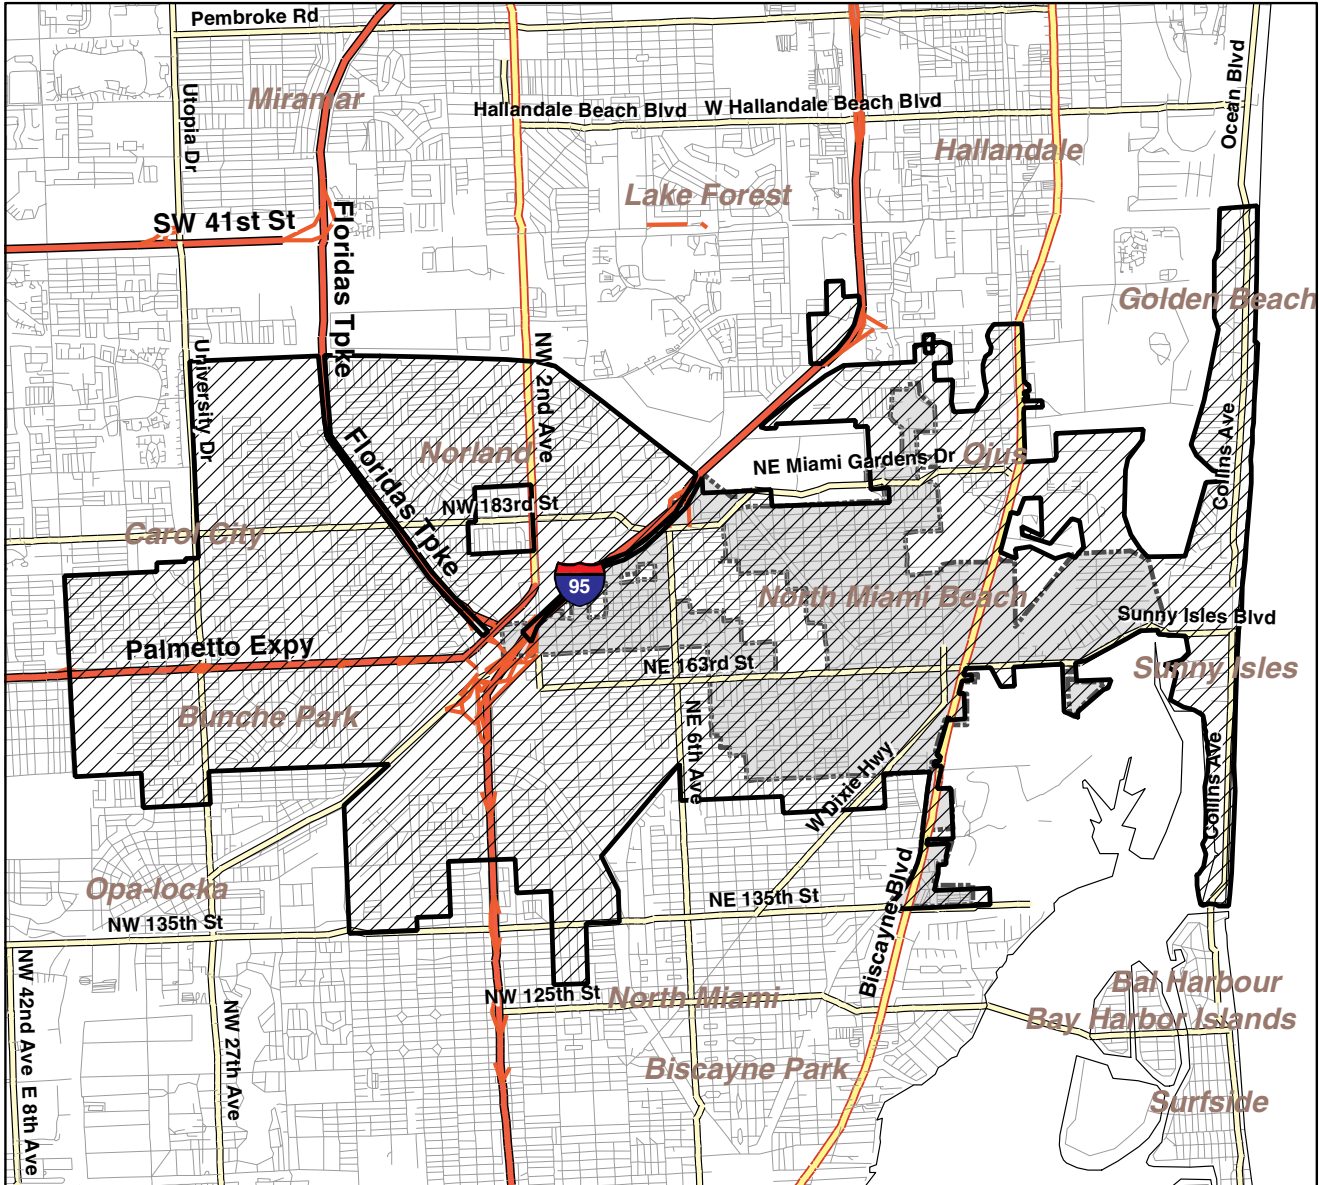 Pembroke Rd
Ocean Blvd
Utopia Dr
Miramar
Hallandale Beach Blvd
W Hallandale Beach Blvd
Hallandale
Lake Forest
SW 41st St
Floridas Tpke
Golden Beach
University Dr
NW 2nd Ave
Floridas Tpke
Norland
NE Miami Gardens Dr
Ojus
Collins Ave
NW 183rd St
Carol City
95
North Miami Beach
Sunny Isles Blvd
Palmetto Expy
NE 163rd St
Sunny Isles
Bunche Park
NE 6th Ave
W Dixie Hwy
Collins Ave
Opa-locka
NW 135th St
NE 135th St
Biscayne Blvd
NW 42nd Ave
E 8th Ave
NW 27th Ave
NW 125th St
North Miami
Bal Harbour
Bay Harbor Islands
Biscayne Park
Surfside